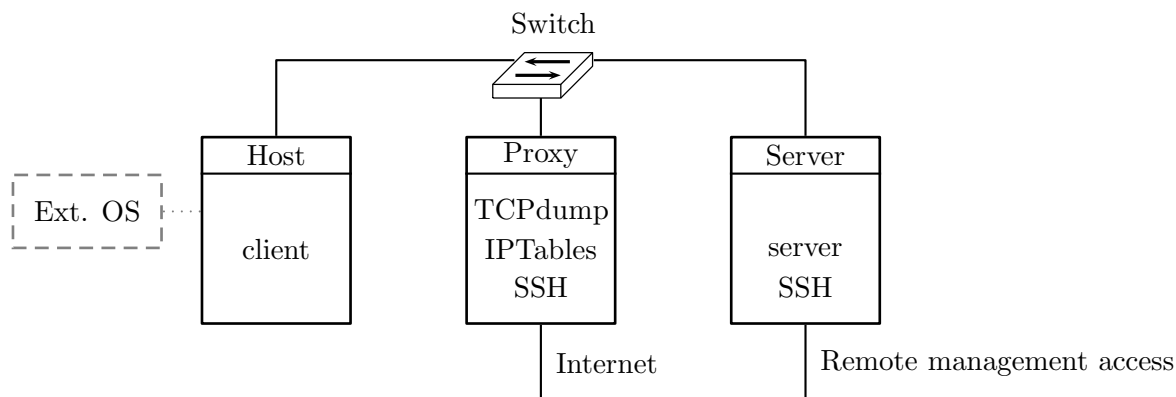 Switch
Host
Proxy
Server
Ext. OS
client
TCPdump
IPTables
SSH
server
SSH
Internet
Remote management access